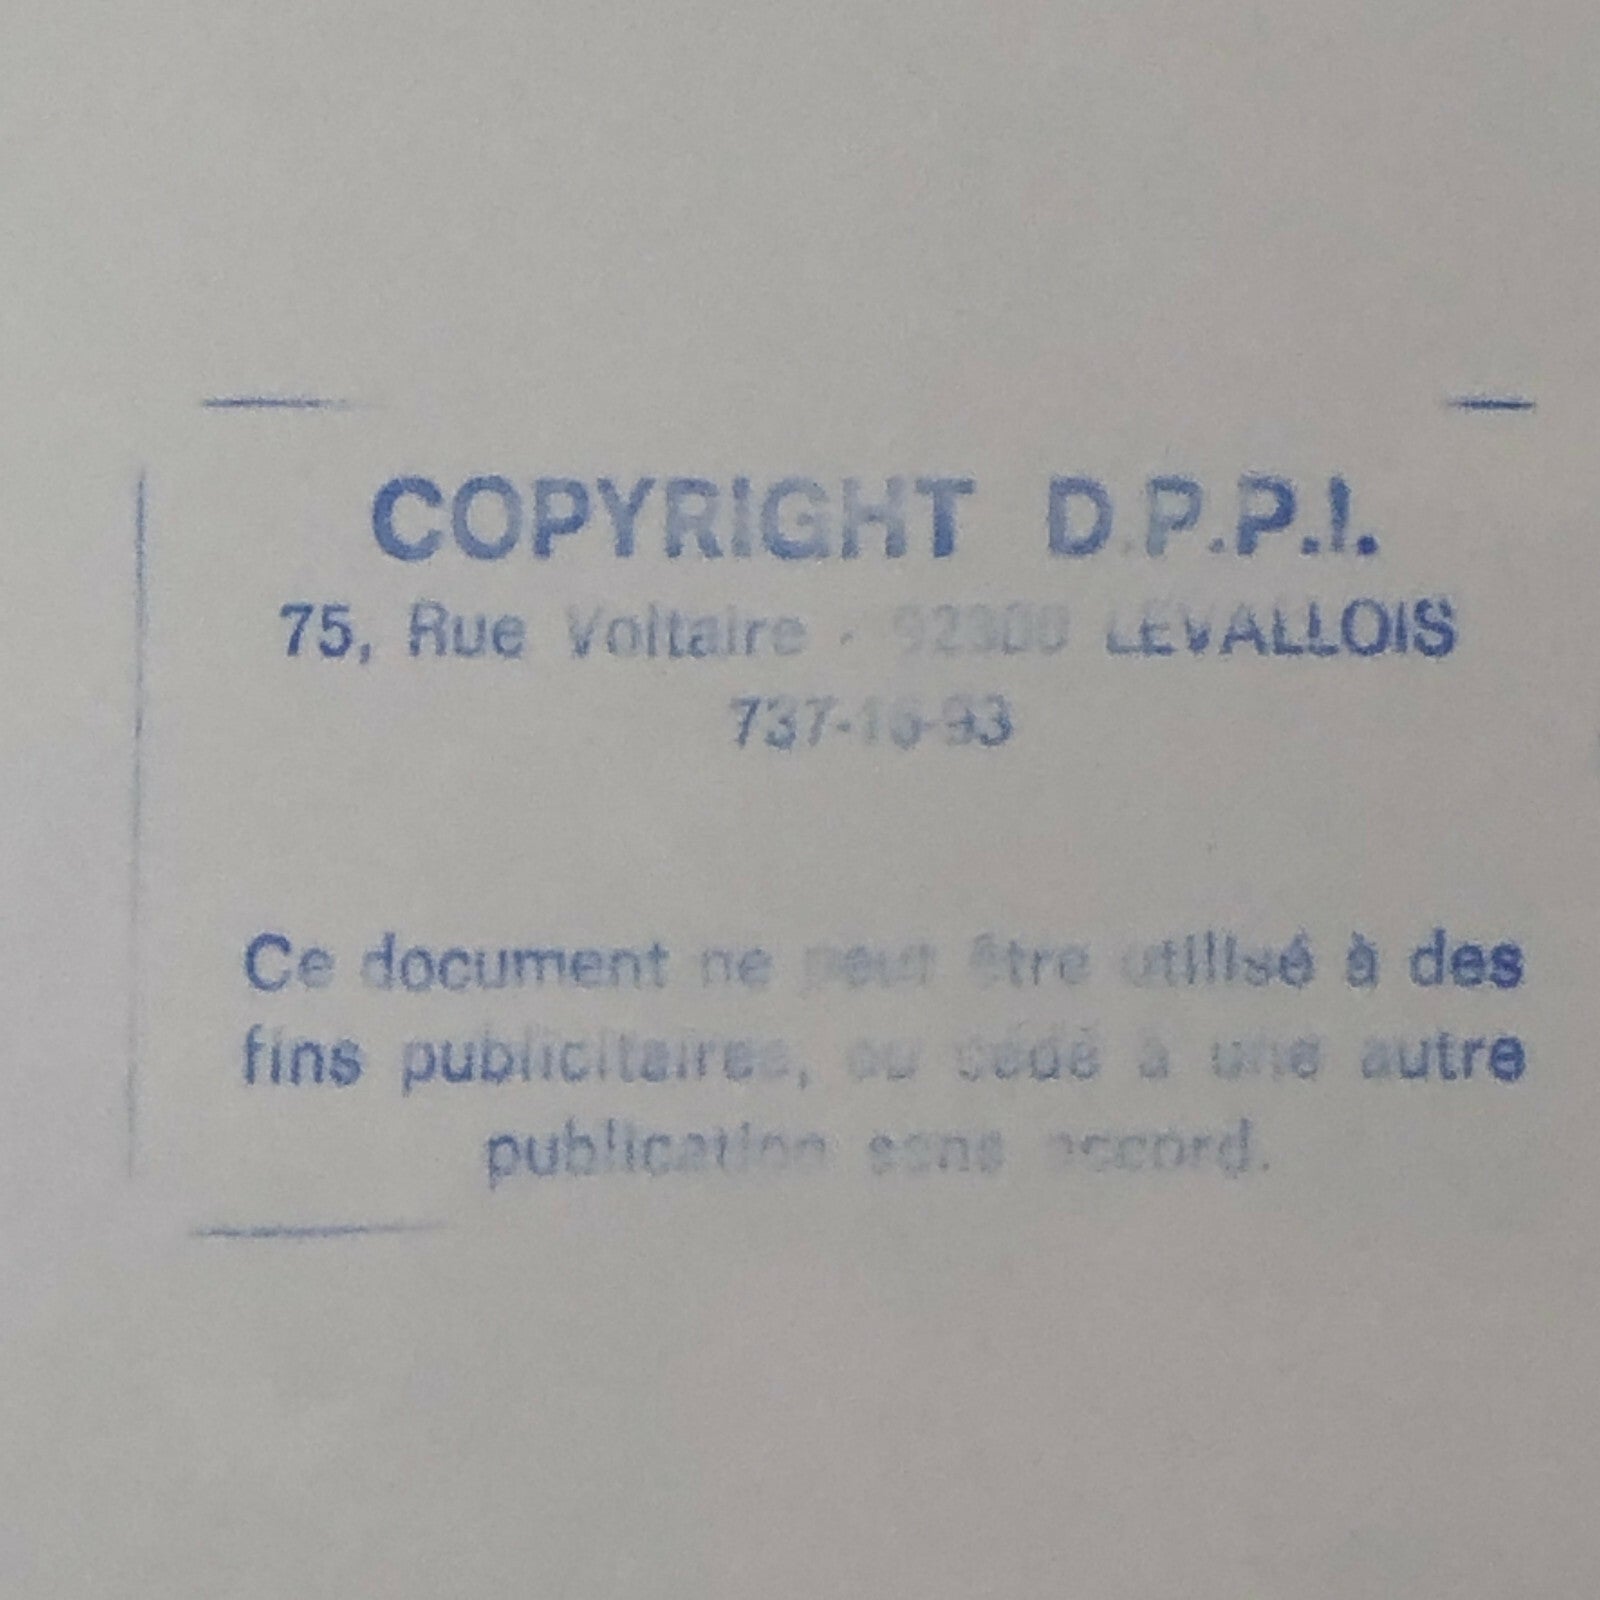 COPYRIGHT D.P.P.I.
75, Rue Voltaire - 92300 LEVALLOIS
737-16-93
Ce document ne peut être utilisé à des
fins publicitaires, ou cédé à une autre
publication sans accord.